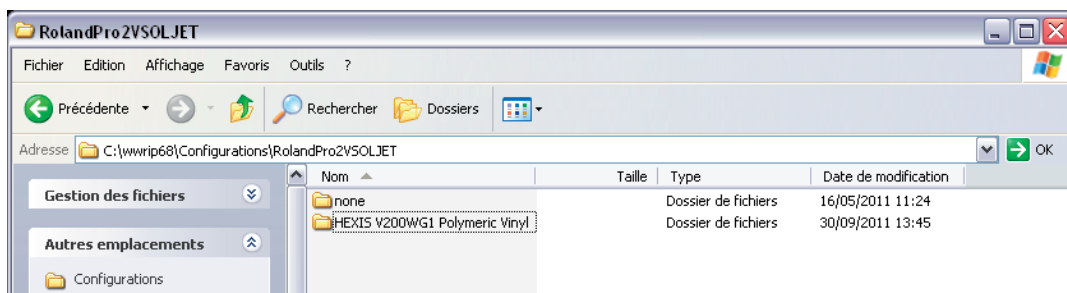 RolandPro2VSOLJET
Fichier Edition Affichage Favoris Outils ?
Précédente Rechercher Dossiers
Adresse C:\wwrip68\Configurations\RolandPro2VSOLJET OK
Gestion des fichiers
Autres emplacements
Configurations
Nom Taille Type Date de modification
none Dossier de fichiers 16/05/2011 11:24
HEXIS V200WG1 Polymeric Vinyl Dossier de fichiers 30/09/2011 13:45